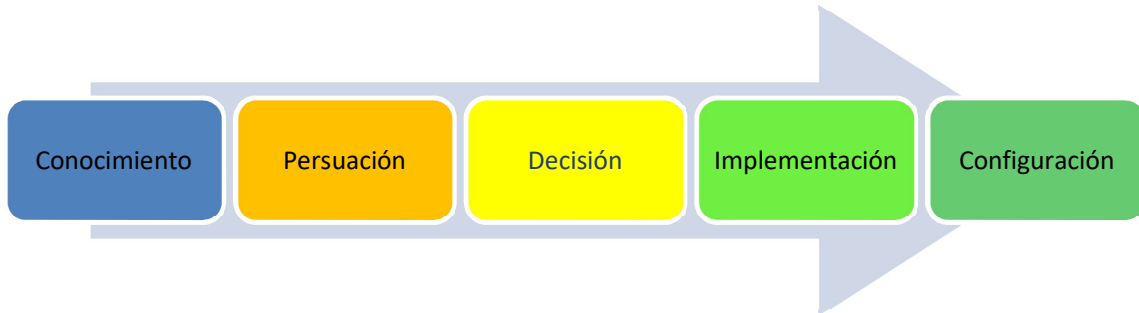 Conocimiento
Persuación
Decisión
Implementación
Configuración